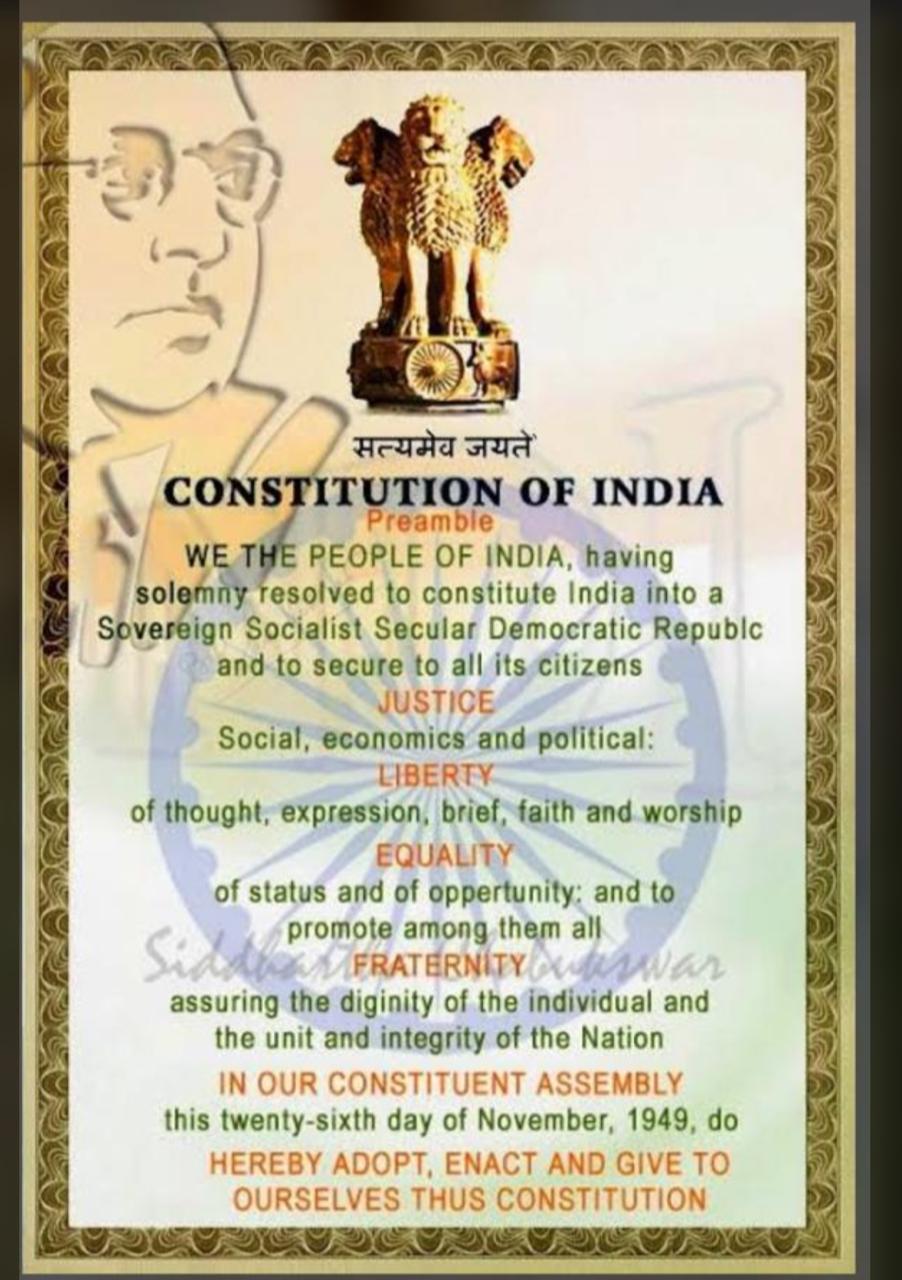 सत्यमेव जयते
CONSTITUTION OF INDIA
Preamble
WE THE PEOPLE OF INDIA, having
solemny resolved to constitute India into a
Sovereign Socialist Secular Democratic Republc
and to secure to all its citizens
JUSTICE
Social, economics and political:
LIBERTY
of thought, expression, brief, faith and worship
EQUALITY
of status and of oppertunity: and to
promote among them all
FRATERNITY
assuring the diginity of the individual and
the unit and integrity of the Nation
IN OUR CONSTITUENT ASSEMBLY
this twenty-sixth day of November, 1949, do
HEREBY ADOPT, ENACT AND GIVE TO
OURSELVES THUS CONSTITUTION